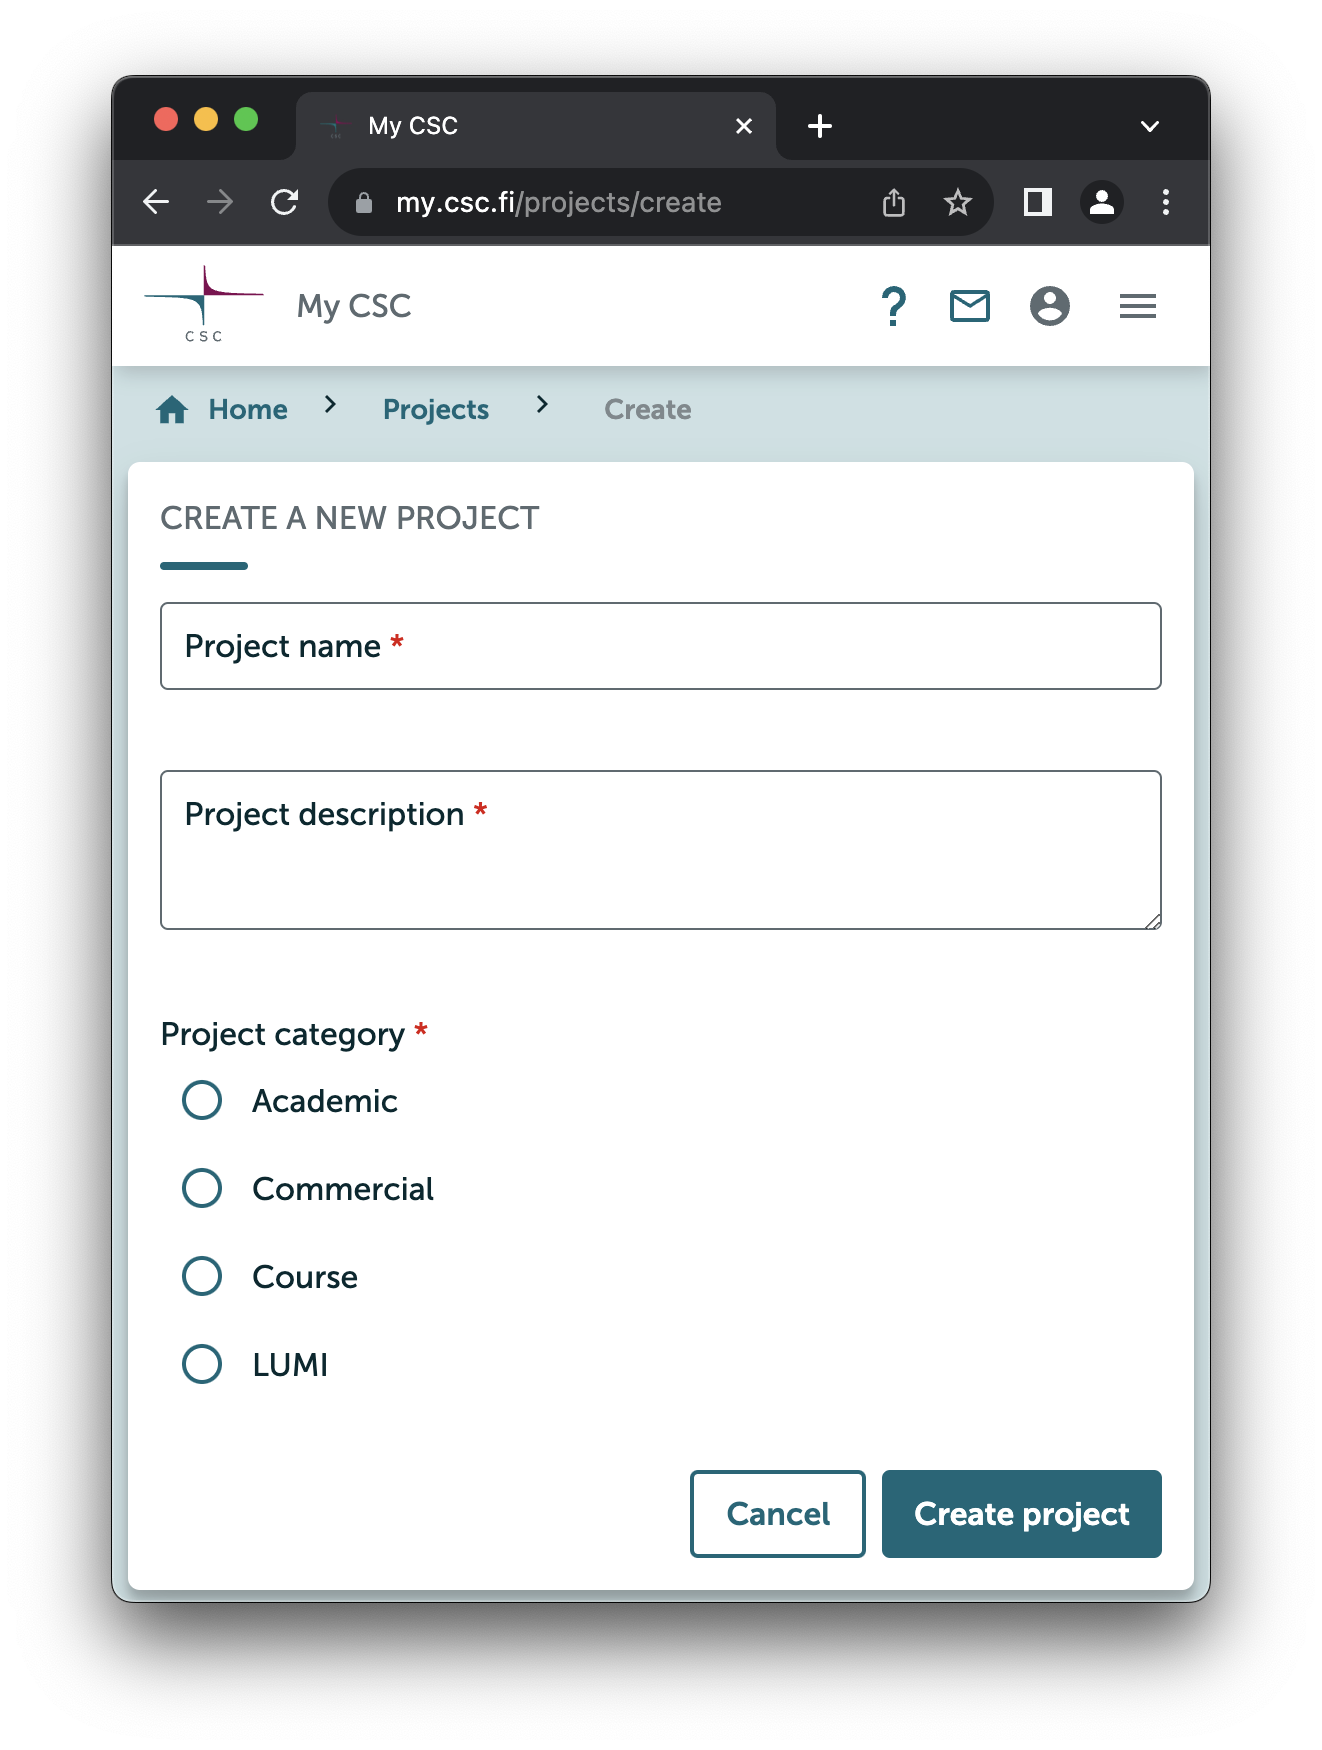 My CSC
my.csc.fi/projects/create
CSC
My CSC
Home
Projects
Create
CREATE A NEW PROJECT
Project name *
Project description *
Project category *
Academic
Commercial
Course
LUMI
Cancel
Create project